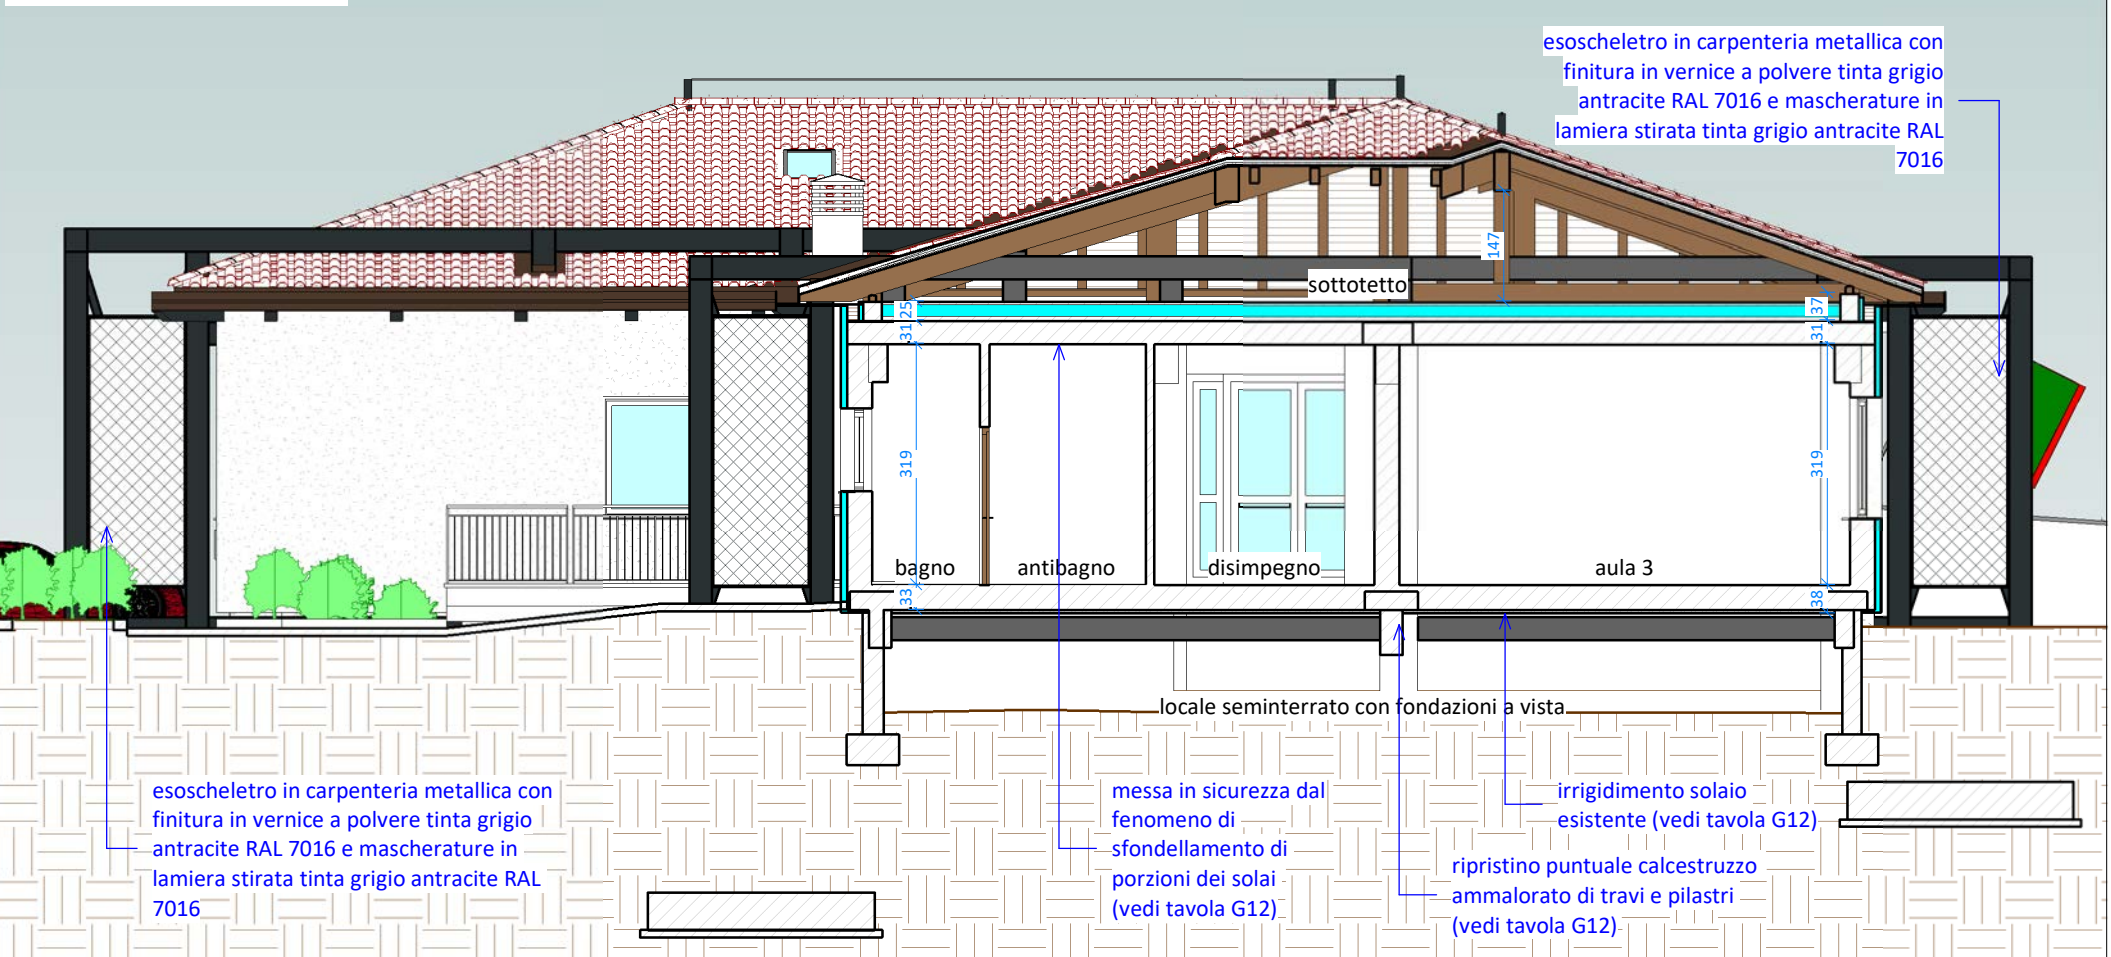 esoscheletro in carpenteria metallica con
finitura in vernice a polvere tinta grigio
antracite RAL 7016 e mascherature in
lamiera stirata tinta grigio antracite RAL
7016
147
sottotetto
25
31
37
31
319
319
bagno
antibagno
disimpegno
aula 3
33
38
locale seminterrato con fondazioni a vista
esoscheletro in carpenteria metallica con
finitura in vernice a polvere tinta grigio
antracite RAL 7016 e mascherature in
lamiera stirata tinta grigio antracite RAL
7016
messa in sicurezza dal
fenomeno di
sfondellamento di
porzioni dei solai
(vedi tavola G12)
irrigidimento solaio
esistente (vedi tavola G12)
ripristino puntuale calcestruzzo
ammalorato di travi e pilastri
(vedi tavola G12)